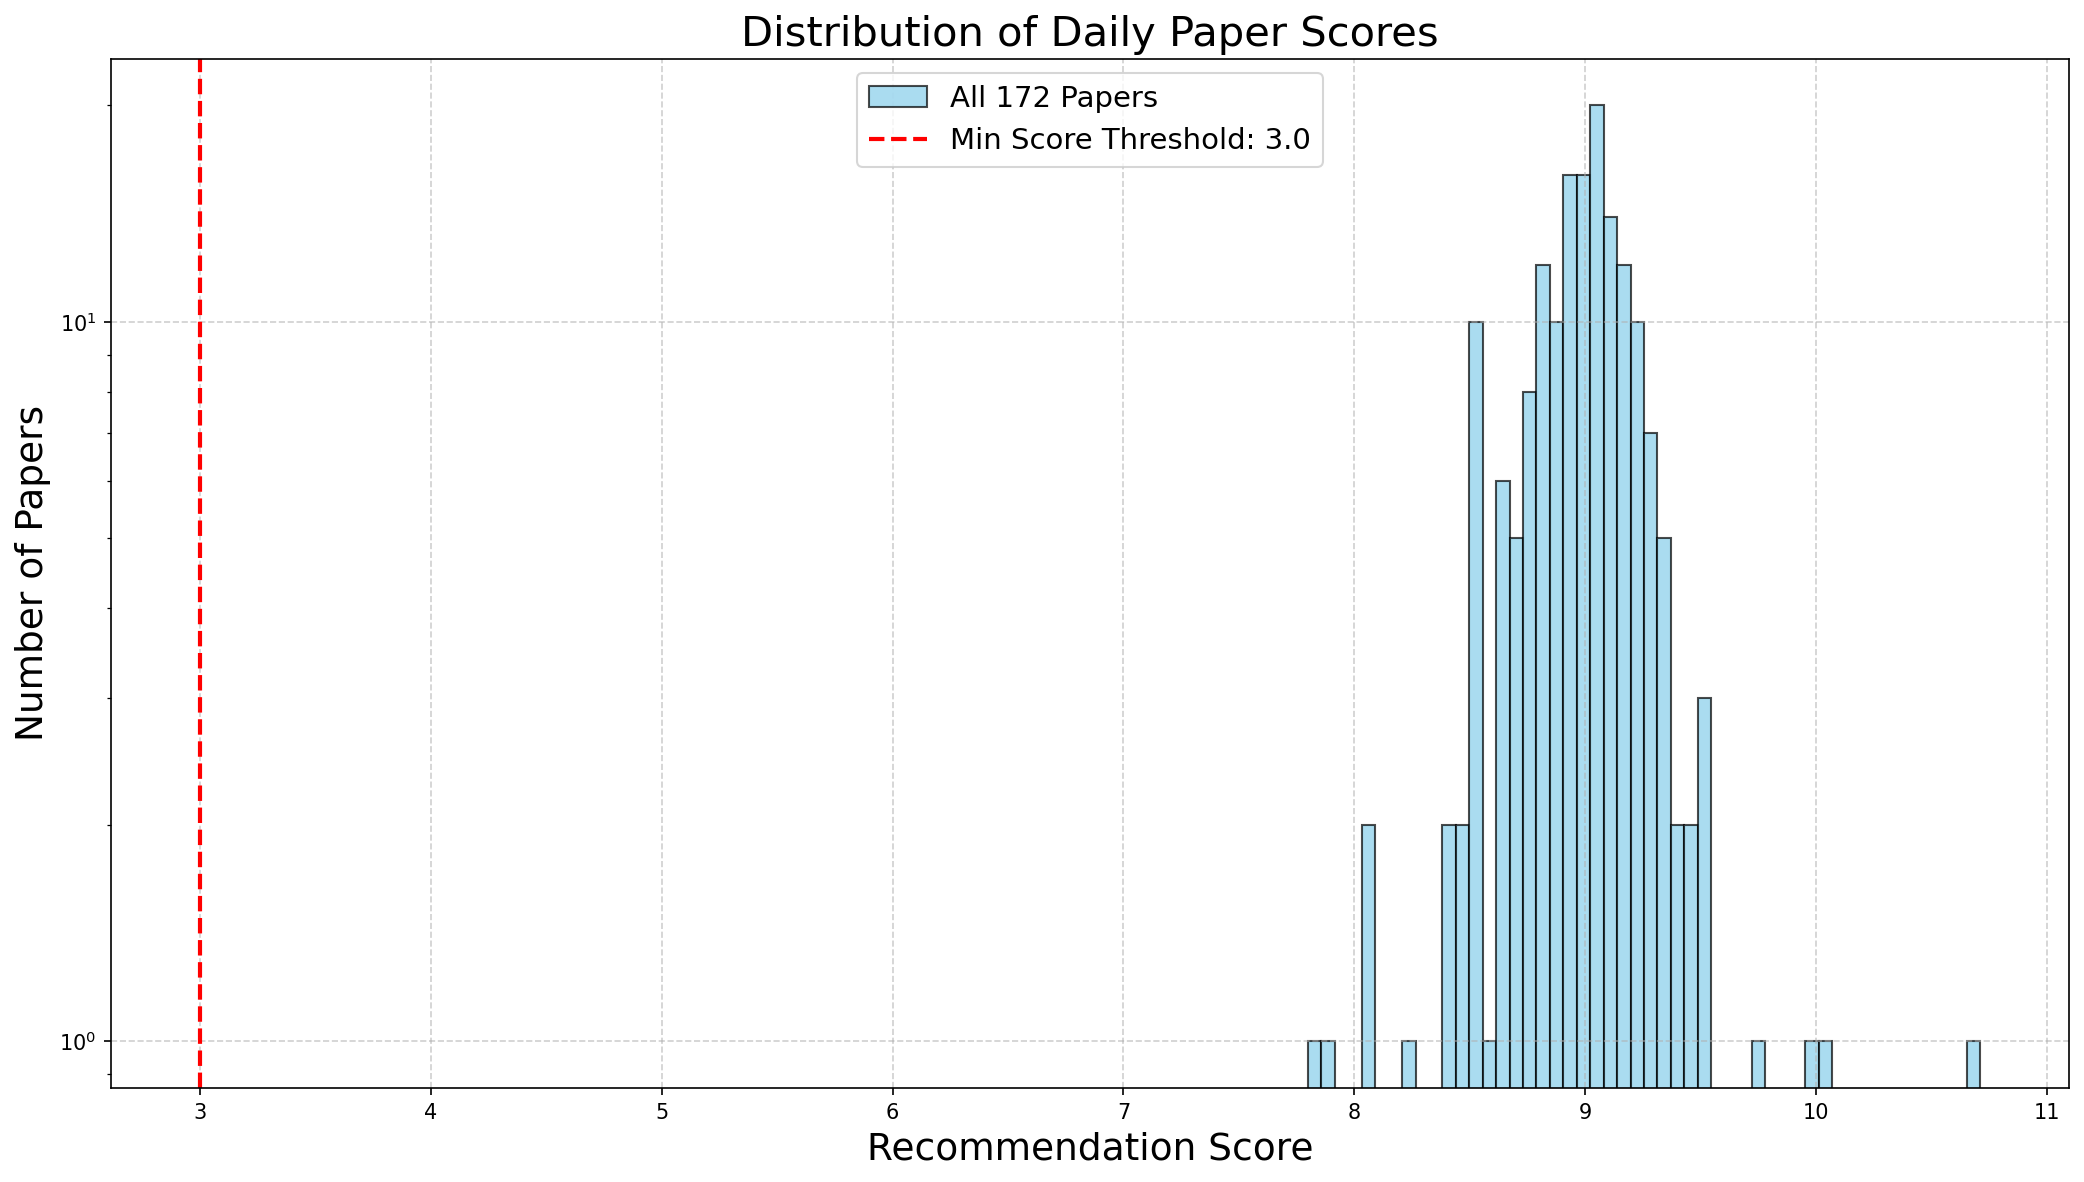 Distribution of Daily Paper Scores
All 172 Papers
Min Score Threshold: 3.0
Number of Papers
10¹
10⁰
3 4 5 6 7 8 9 10 11
Recommendation Score